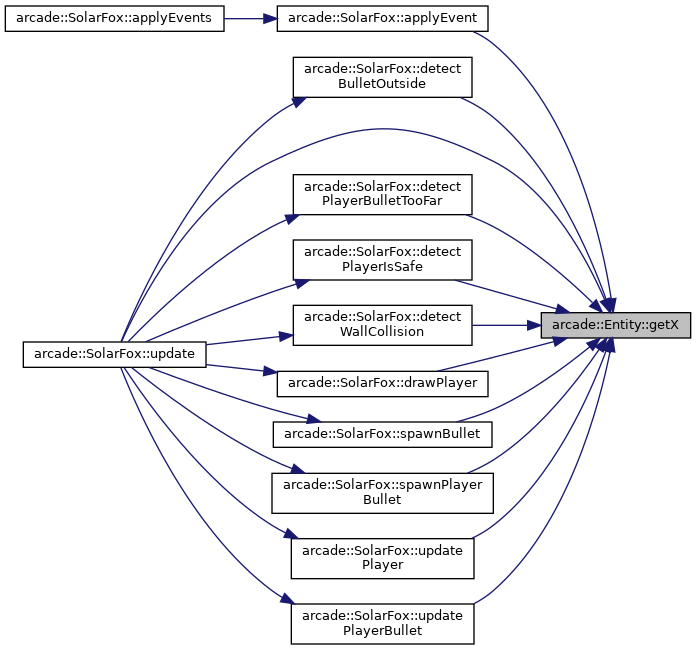 arcade::SolarFox::applyEvents
arcade::SolarFox::applyEvent
arcade::SolarFox::detect
BulletOutside
arcade::SolarFox::detect
PlayerBulletTooFar
arcade::SolarFox::detect
PlayerIsSafe
arcade::SolarFox::detect
WallCollision
arcade::Entity::getX
arcade::SolarFox::update
arcade::SolarFox::drawPlayer
arcade::SolarFox::spawnBullet
arcade::SolarFox::spawnPlayer
Bullet
arcade::SolarFox::update
Player
arcade::SolarFox::update
PlayerBullet